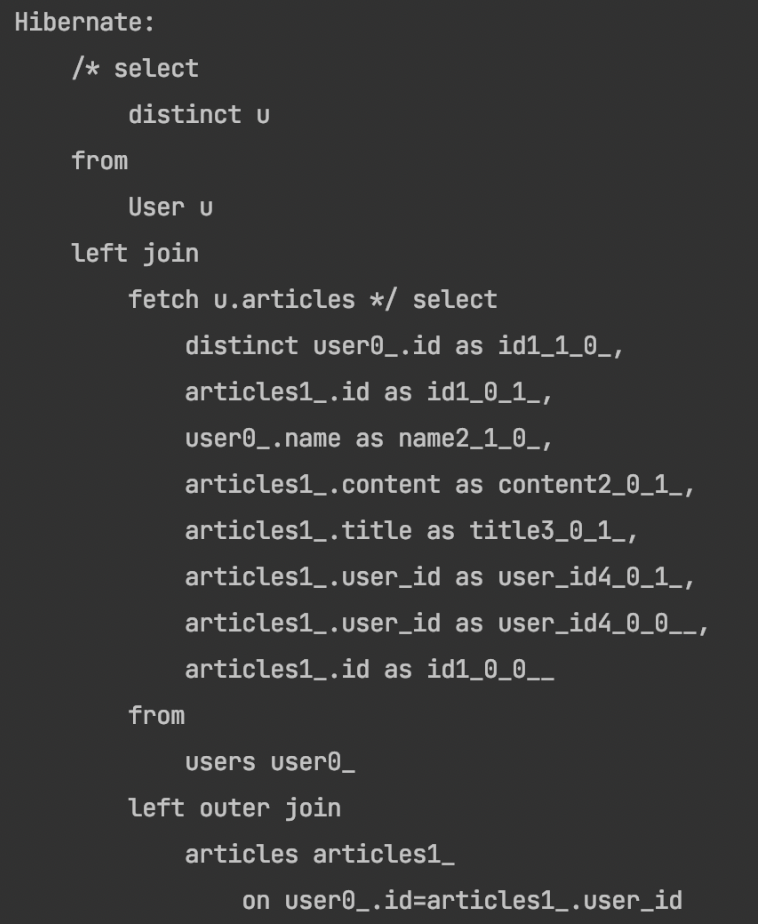 Hibernate:
    /* select
        distinct u
    from
        User u
    left join
        fetch u.articles */ select
            distinct user0_.id as id1_1_0_,
            articles1_.id as id1_0_1_,
            user0_.name as name2_1_0_,
            articles1_.content as content2_0_1_,
            articles1_.title as title3_0_1_,
            articles1_.user_id as user_id4_0_1_,
            articles1_.user_id as user_id4_0_0__,
            articles1_.id as id1_0_0__
        from
            users user0_
        left outer join
            articles articles1_
                on user0_.id=articles1_.user_id